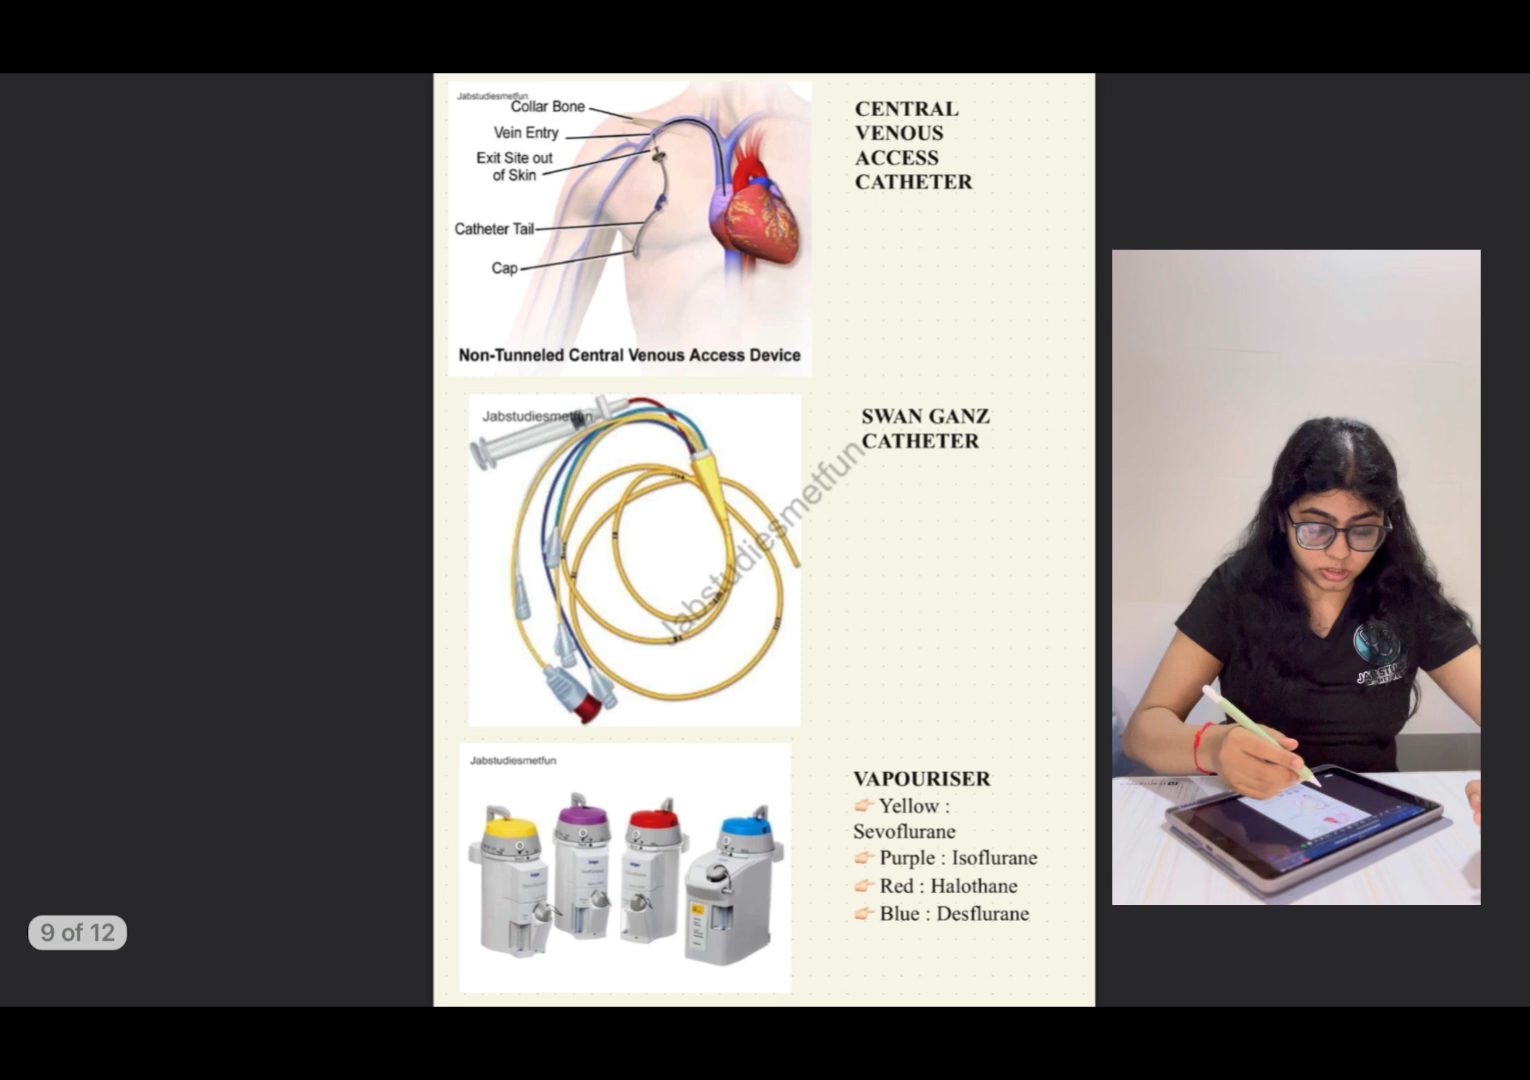 Jabstudiesmetfun
Collar Bone
Vein Entry
Exit Site out
of Skin
Catheter Tail
Cap
Non-Tunneled Central Venous Access Device
CENTRAL
VENOUS
ACCESS
CATHETER
Jabstudiesmetfun
SWAN GANZ
CATHETER
Jabstudiesmetfun
Jabstudiesmetfun
VAPOURISER
👉🏻 Yellow :
Sevoflurane
👉🏻 Purple : Isoflurane
👉🏻 Red : Halothane
👉🏻 Blue : Desflurane
9 of 12